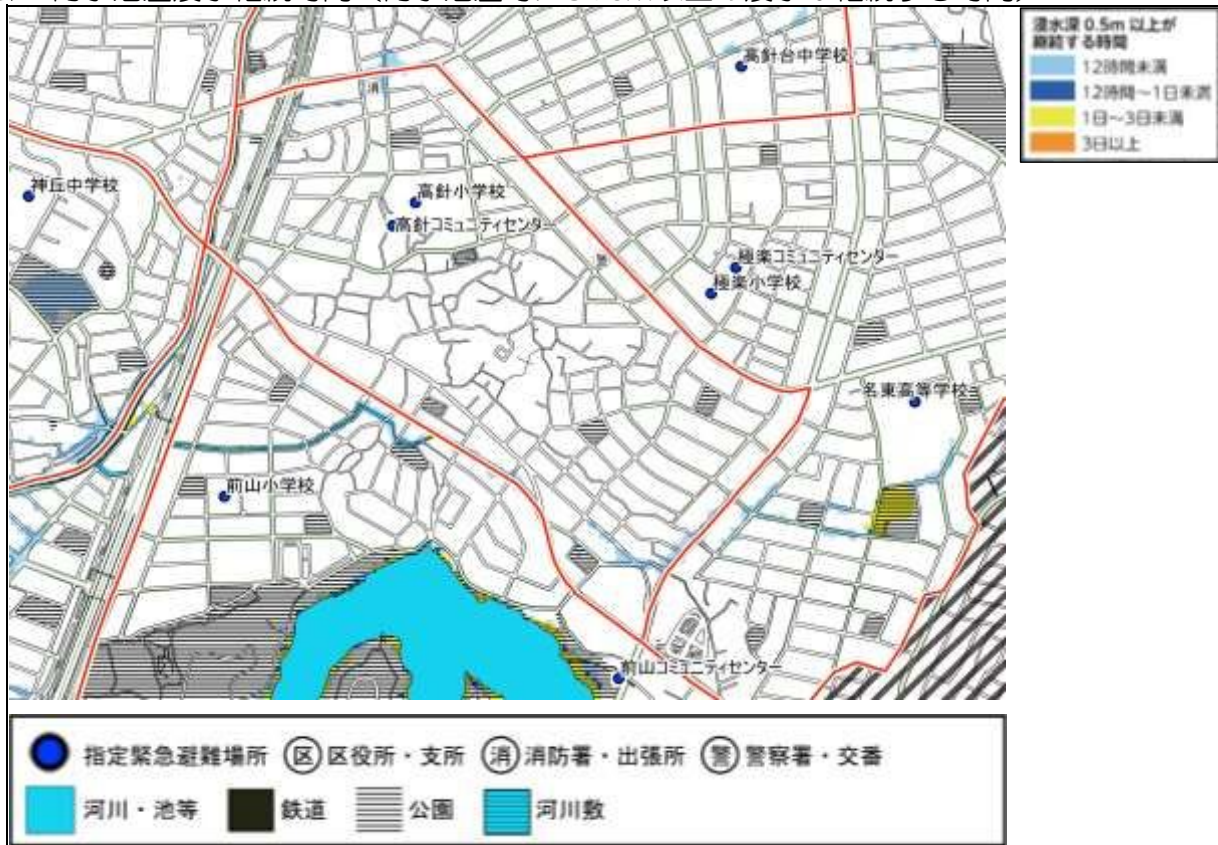 浸水深 0.5m 以上が
継続する時間
12時間未満
12時間～1日未満
1日～3日未満
3日以上
高針台中学校
消
神丘中学校
高針小学校
高針コミュニティセンター
極楽コミュニティセンター
極楽小学校
名東高等学校
前山小学校
前山コミュニティセンター
指定緊急避難場所 区 区役所・支所 消 消防署・出張所 警 警察署・交番
河川・池等 鉄道 公園 河川敷